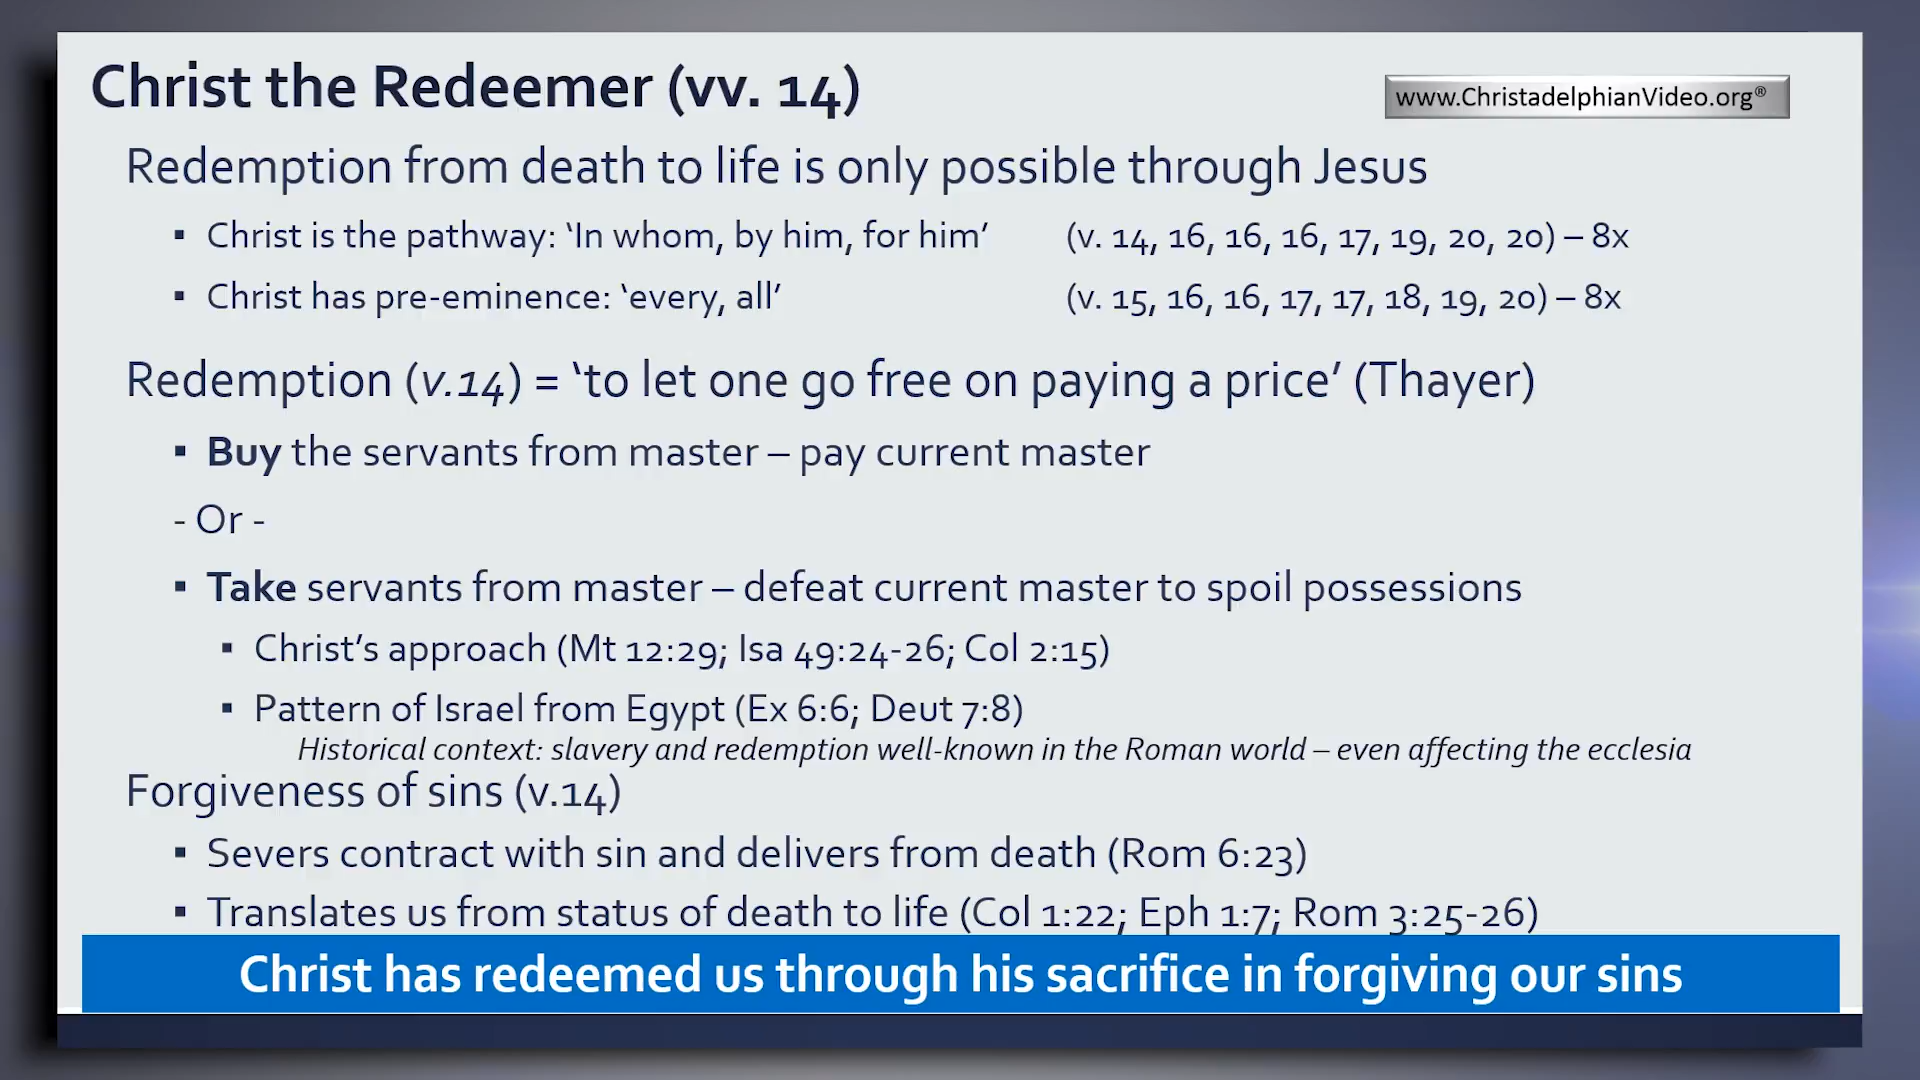 Christ the Redeemer (vv. 14)
www.ChristadelphianVideo.org®
Redemption from death to life is only possible through Jesus
▪ Christ is the pathway: ‘In whom, by him, for him’ (v. 14, 16, 16, 16, 17, 19, 20, 20) – 8x
▪ Christ has pre-eminence: ‘every, all’ (v. 15, 16, 16, 17, 17, 18, 19, 20) – 8x
Redemption (v.14) = ‘to let one go free on paying a price’ (Thayer)
▪ Buy the servants from master – pay current master
- Or -
▪ Take servants from master – defeat current master to spoil possessions
▪ Christ’s approach (Mt 12:29; Isa 49:24-26; Col 2:15)
▪ Pattern of Israel from Egypt (Ex 6:6; Deut 7:8)
Historical context: slavery and redemption well-known in the Roman world – even affecting the ecclesia
Forgiveness of sins (v.14)
▪ Severs contract with sin and delivers from death (Rom 6:23)
▪ Translates us from status of death to life (Col 1:22; Eph 1:7; Rom 3:25-26)
Christ has redeemed us through his sacrifice in forgiving our sins